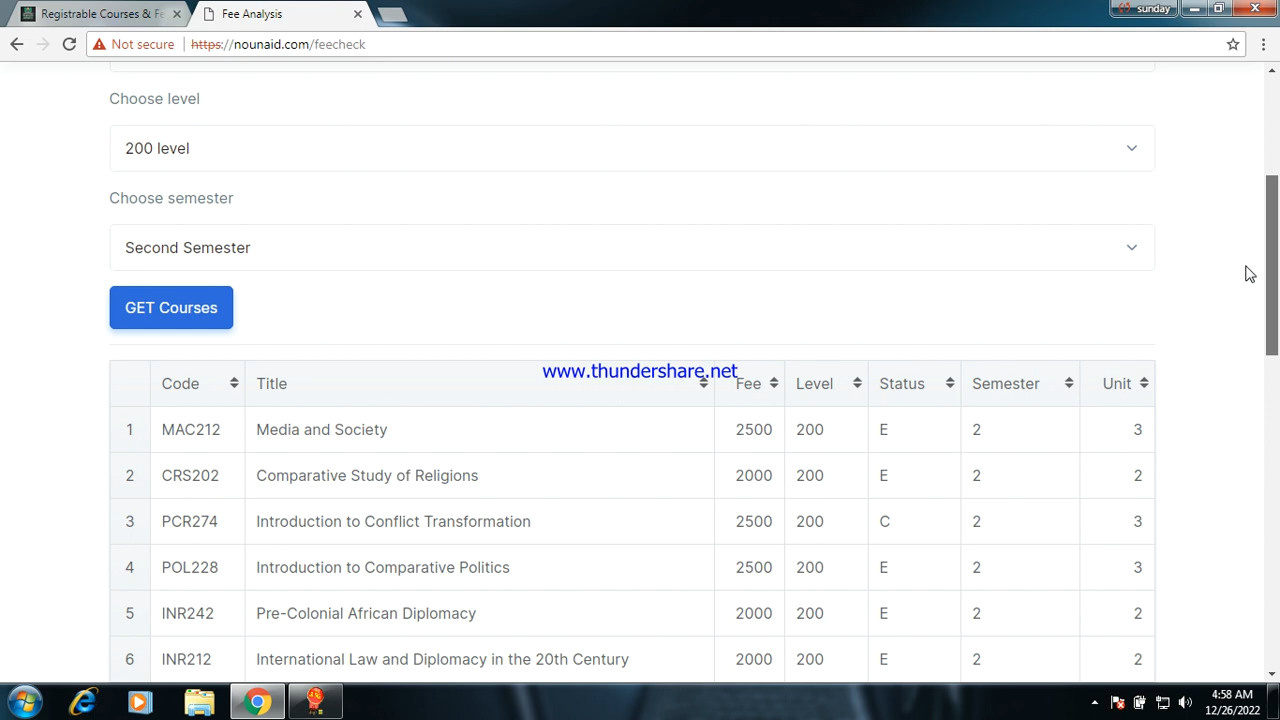 Registrable Courses & Fe
Fee Analysis
sunday
Not secure
https://nounaid.com/feecheck
Choose level
200 level
Choose semester
Second Semester
GET Courses
www.thundershare.net
Code Title Fee Level Status Semester Unit
1 MAC212 Media and Society 2500 200 E 2 3
2 CRS202 Comparative Study of Religions 2000 200 E 2 2
3 PCR274 Introduction to Conflict Transformation 2500 200 C 2 3
4 POL228 Introduction to Comparative Politics 2500 200 E 2 3
5 INR242 Pre-Colonial African Diplomacy 2000 200 E 2 2
6 INR212 International Law and Diplomacy in the 20th Century 2000 200 E 2 2
4:58 AM
12/26/2022